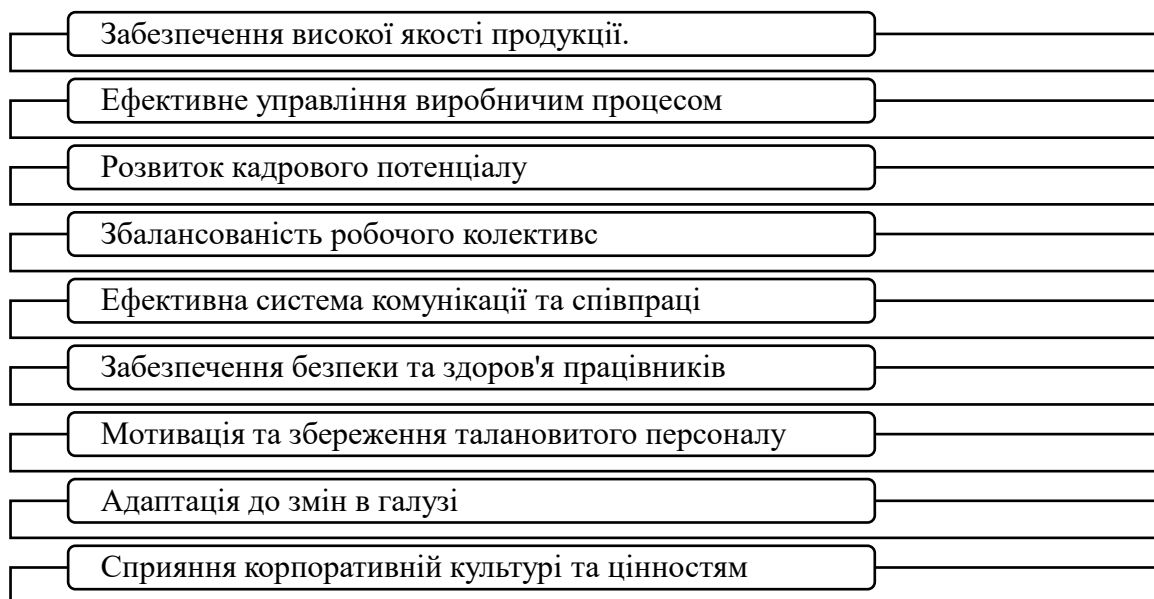 Забезпечення високої якості продукції.
Ефективне управління виробничим процесом
Розвиток кадрового потенціалу
Збалансованість робочого колективс
Ефективна система комунікації та співпраці
Забезпечення безпеки та здоров'я працівників
Мотивація та збереження талановитого персоналу
Адаптація до змін в галузі
Сприяння корпоративній культурі та цінностям